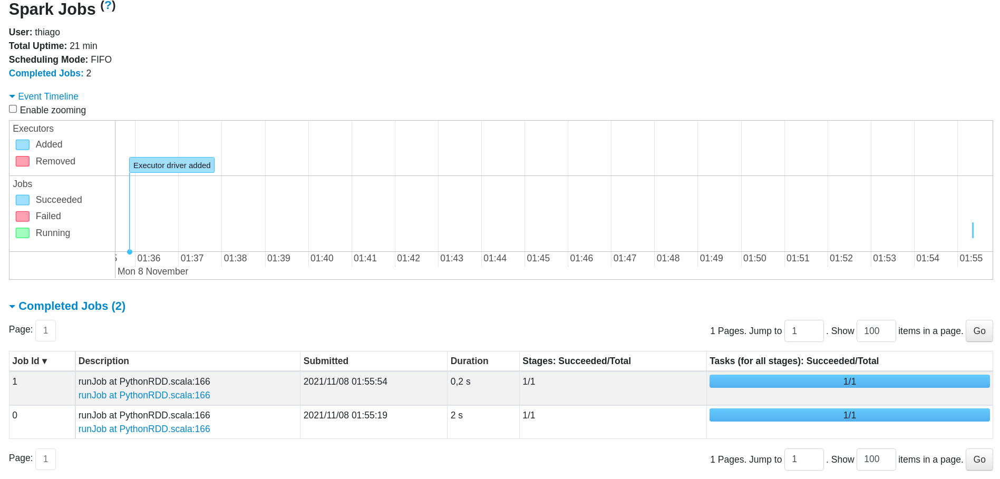 Spark Jobs (?)
User: thiago
Total Uptime: 21 min
Scheduling Mode: FIFO
Completed Jobs: 2
Event Timeline
Enable zooming
Executors
Added
Removed
Executor driver added
Jobs
Succeeded
Failed
Running
01:36 01:37 01:38 01:39 01:40 01:41 01:42 01:43 01:44 01:45 01:46 01:47 01:48 01:49 01:50 01:51 01:52 01:53 01:54 01:55
Mon 8 November
Completed Jobs (2)
Page: 1 1 Pages. Jump to 1 . Show 100 items in a page. Go
Job Id ▾ Description Submitted Duration Stages: Succeeded/Total Tasks (for all stages): Succeeded/Total
1 runJob at PythonRDD.scala:166 2021/11/08 01:55:54 0,2 s 1/1 1/1
runJob at PythonRDD.scala:166
0 runJob at PythonRDD.scala:166 2021/11/08 01:55:19 2 s 1/1 1/1
runJob at PythonRDD.scala:166
Page: 1 1 Pages. Jump to 1 . Show 100 items in a page. Go